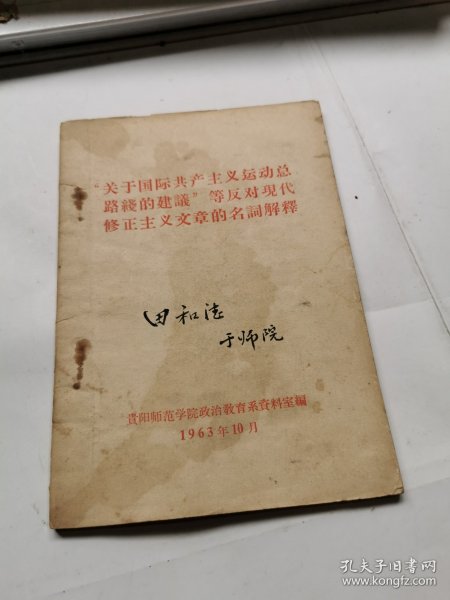 “关于国际共产主义运动总
路綫的建議”等反对現代
修正主义文章的名詞解釋
田和法
于师院
貴阳师范学院政治教育系資料室編
1963年10月
孔夫子旧书网
www.kongfz.com